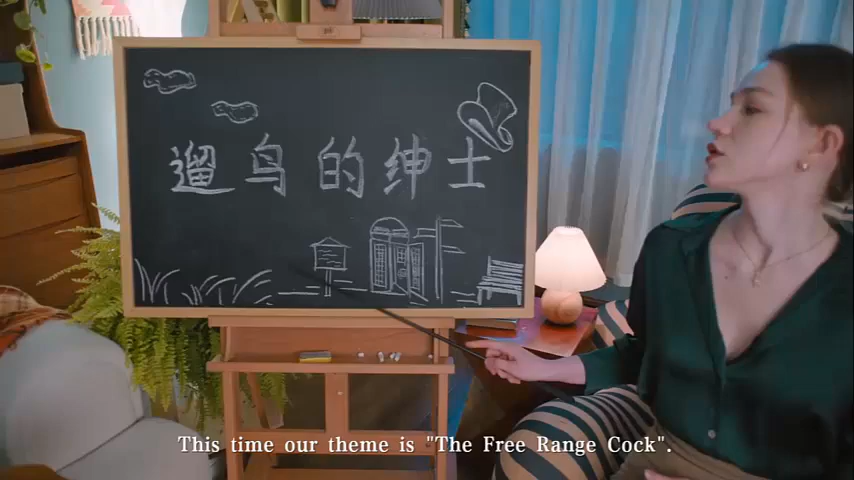 遛鸟的绅士
This time our theme is "The Free Range Cock".